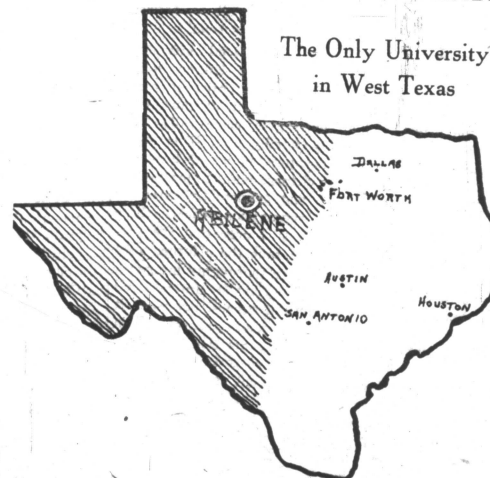 The Only University
in West Texas
DALLAS
FORT WORTH
ABILENE
AUSTIN
SAN ANTONIO
HOUSTON